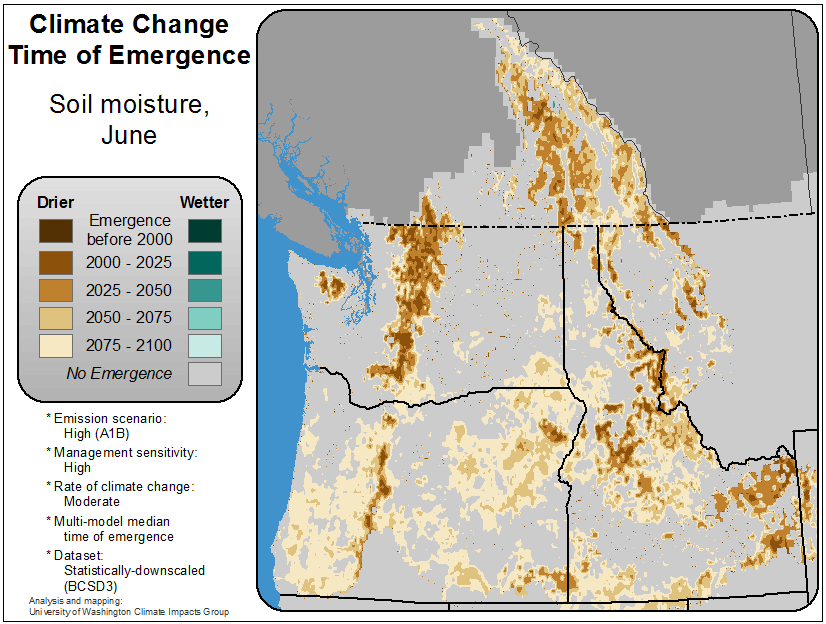 Climate Change
Time of Emergence
Soil moisture,
June
Drier
Wetter
Emergence
before 2000
2000 - 2025
2025 - 2050
2050 - 2075
2075 - 2100
No Emergence
* Emission scenario:
High (A1B)
* Management sensitivity:
High
* Rate of climate change:
Moderate
* Multi-model median
time of emergence
* Dataset:
Statistically-downscaled
(BCSD3)
Analysis and mapping:
University of Washington Climate Impacts Group